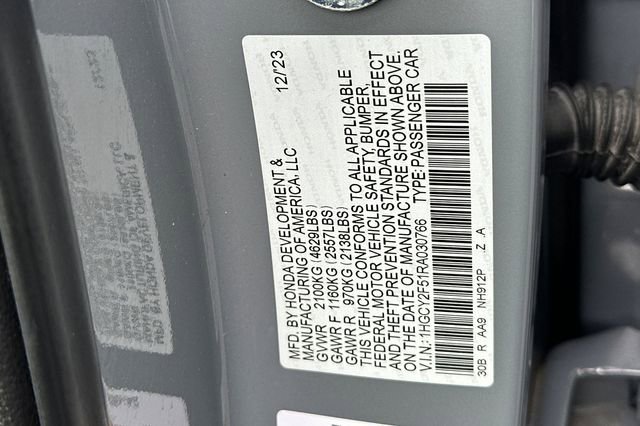 MFD. BY HONDA DEVELOPMENT & 12/'23
MANUFACTURING OF AMERICA, LLC
GVWR 2100KG (4629LBS)
GAWR F 1160KG (2557LBS)
GAWR R 970KG (2138LBS)
THIS VEHICLE CONFORMS TO ALL APPLICABLE
FEDERAL MOTOR VEHICLE SAFETY, BUMPER,
AND THEFT PREVENTION STANDARDS IN EFFECT
ON THE DATE OF MANUFACTURE SHOWN ABOVE.
V.I.N.: 1HGCY2F51RA030766 TYPE: PASSENGER CAR
30B R AA9 NH912P Z A